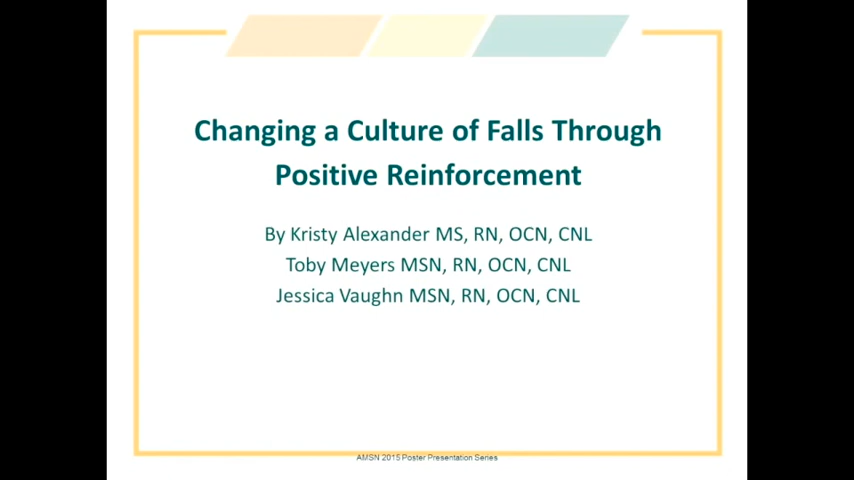 Changing a Culture of Falls Through
Positive Reinforcement
By Kristy Alexander MS, RN, OCN, CNL
Toby Meyers MSN, RN, OCN, CNL
Jessica Vaughn MSN, RN, OCN, CNL
AMSN 2015 Poster Presentation Series